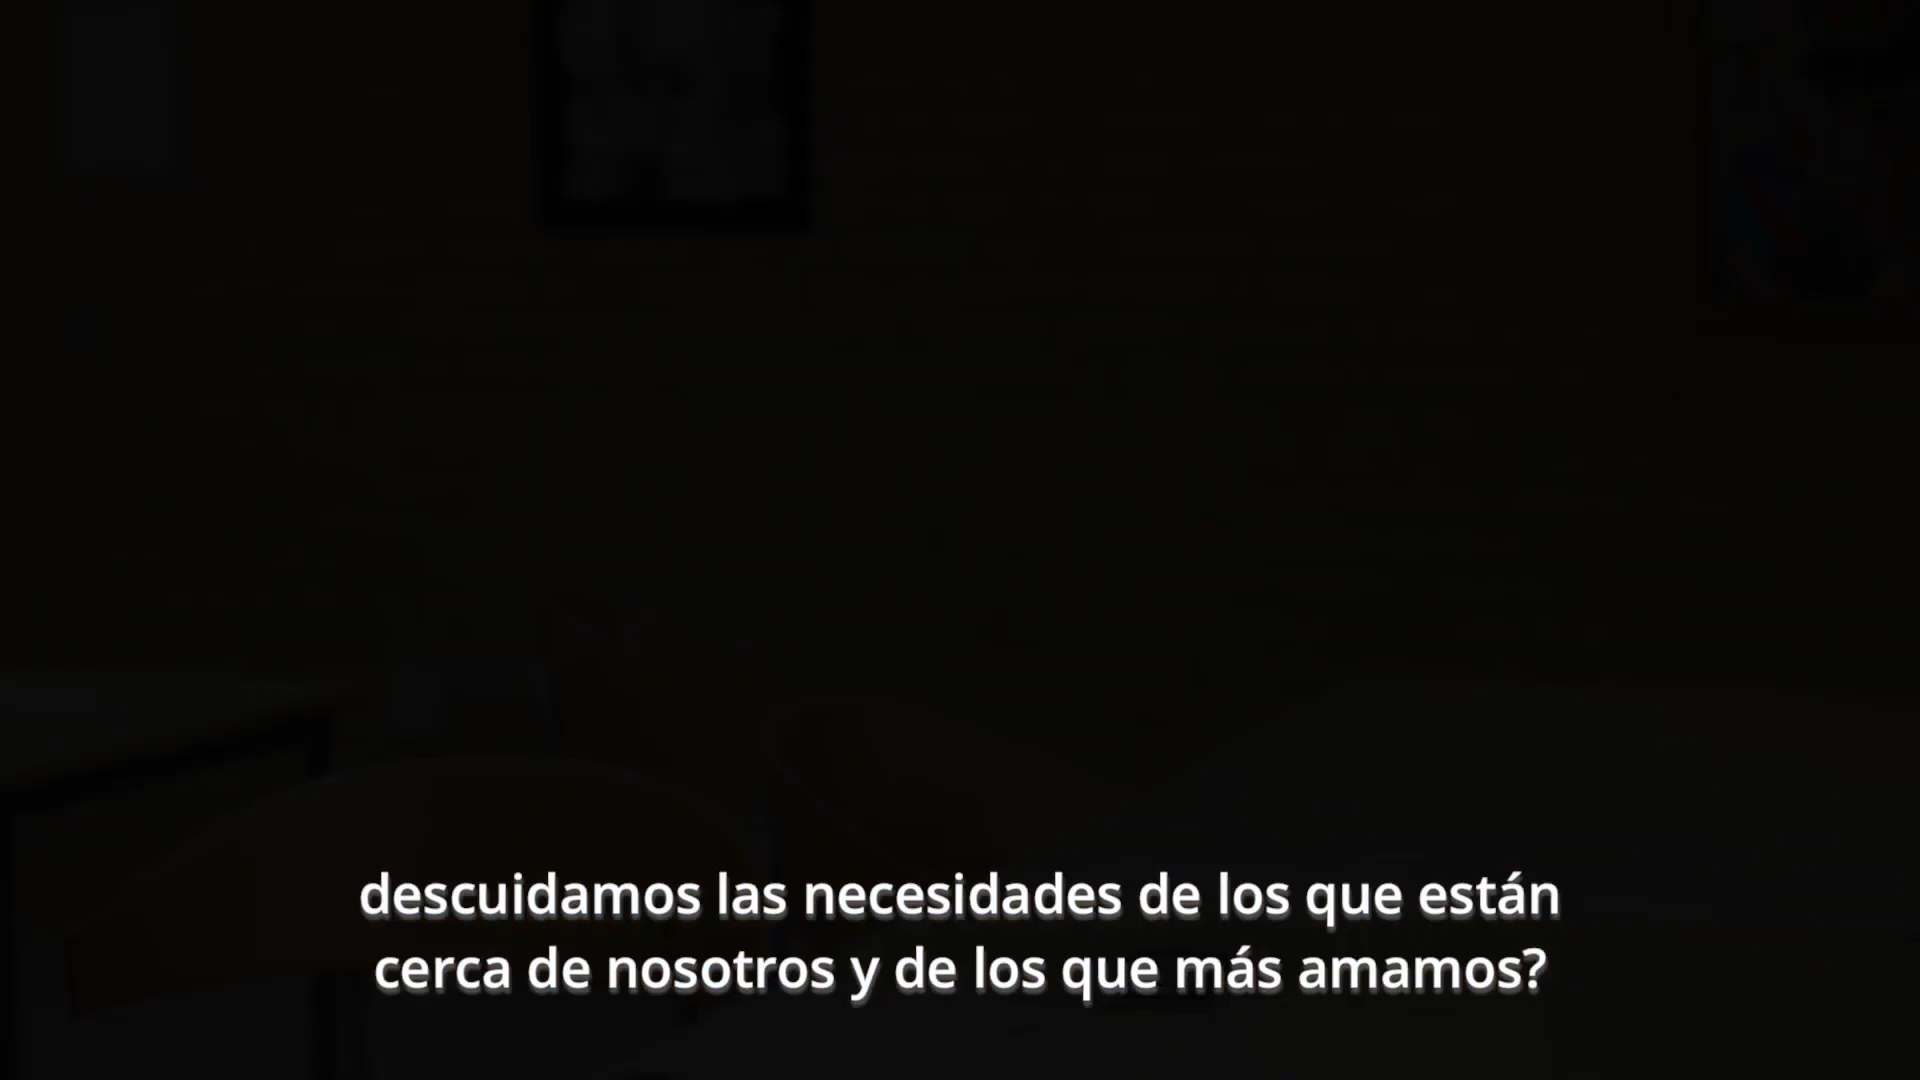 descuidamos las necesidades de los que están
cerca de nosotros y de los que más amamos?